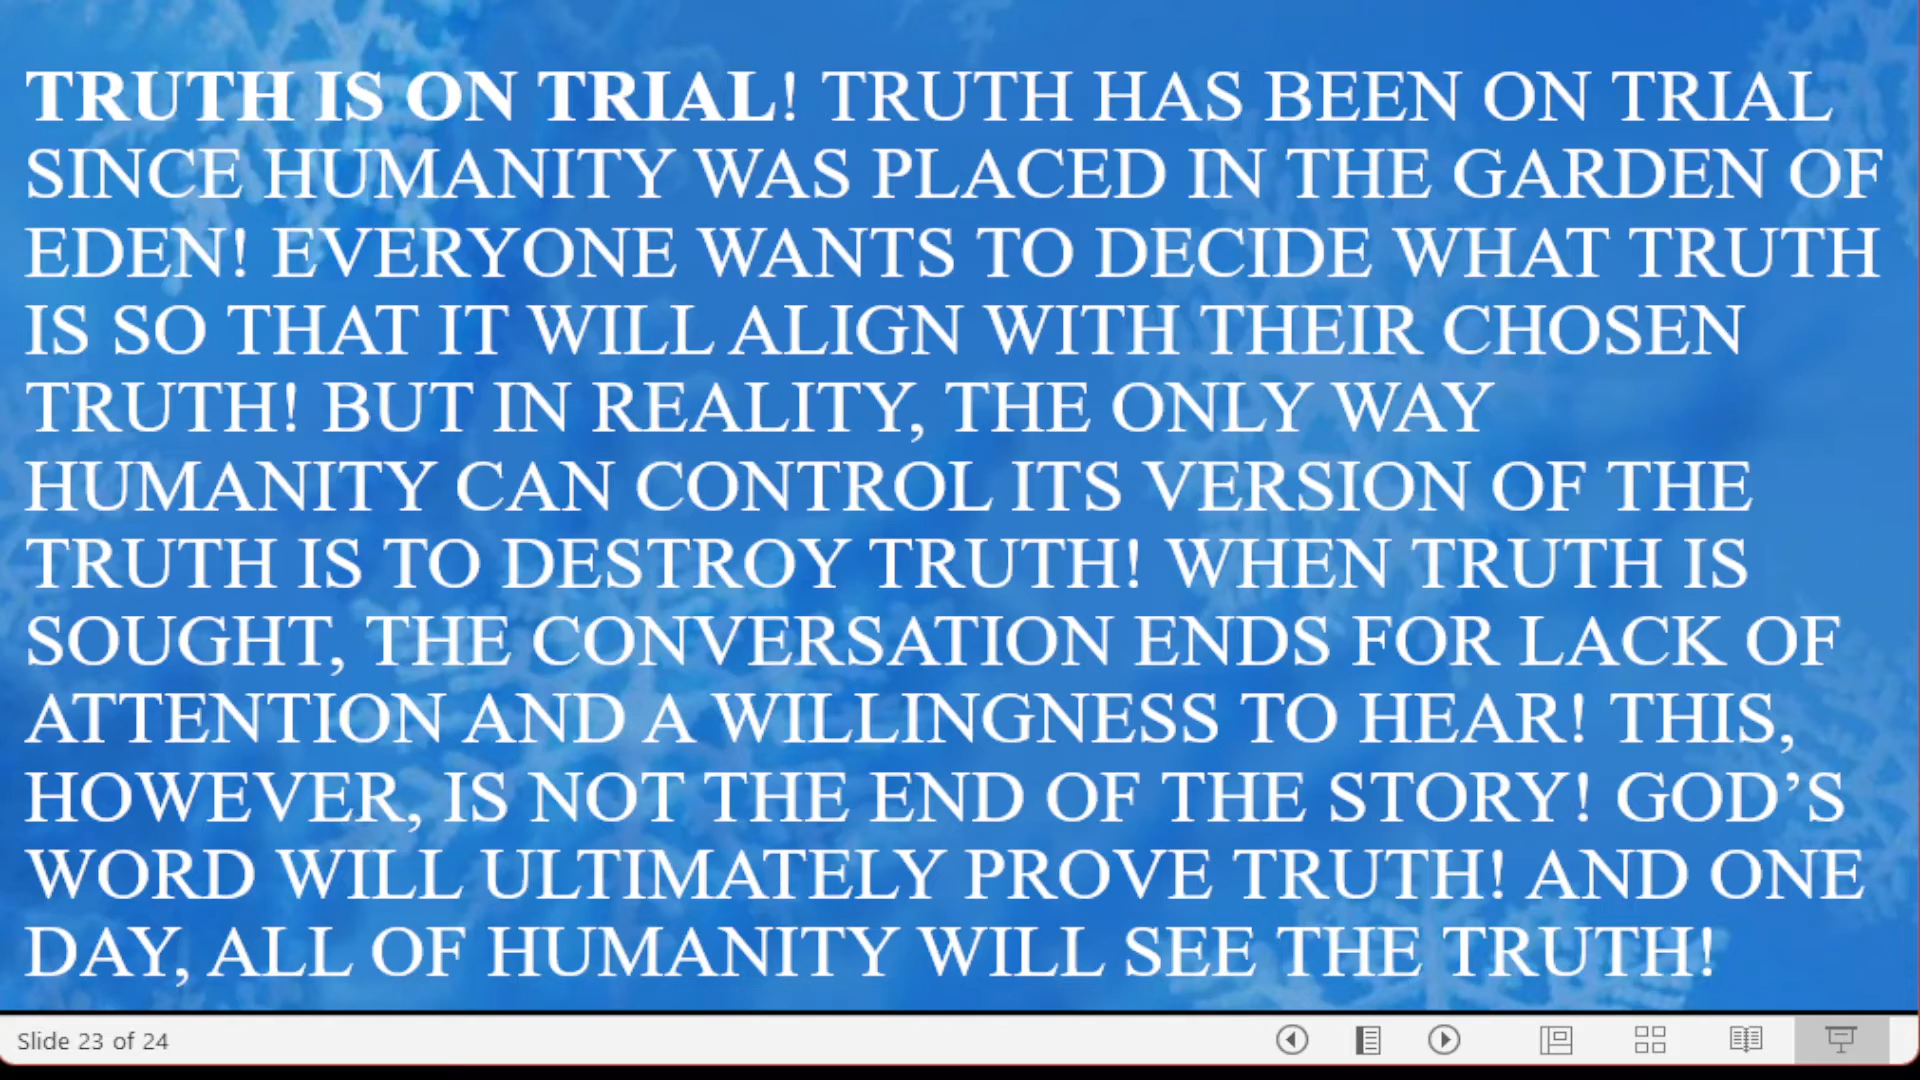 TRUTH IS ON TRIAL! TRUTH HAS BEEN ON TRIAL
SINCE HUMANITY WAS PLACED IN THE GARDEN OF
EDEN! EVERYONE WANTS TO DECIDE WHAT TRUTH
IS SO THAT IT WILL ALIGN WITH THEIR CHOSEN
TRUTH! BUT IN REALITY, THE ONLY WAY
HUMANITY CAN CONTROL ITS VERSION OF THE
TRUTH IS TO DESTROY TRUTH! WHEN TRUTH IS
SOUGHT, THE CONVERSATION ENDS FOR LACK OF
ATTENTION AND A WILLINGNESS TO HEAR! THIS,
HOWEVER, IS NOT THE END OF THE STORY! GOD’S
WORD WILL ULTIMATELY PROVE TRUTH! AND ONE
DAY, ALL OF HUMANITY WILL SEE THE TRUTH!
Slide 23 of 24